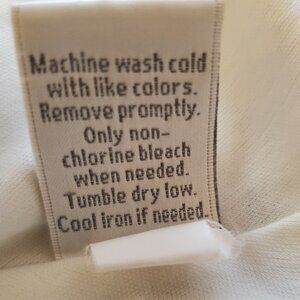 Machine wash cold
with like colors.
Remove promptly.
Only non-
chlorine bleach
when needed.
Tumble dry low.
Cool iron if needed.